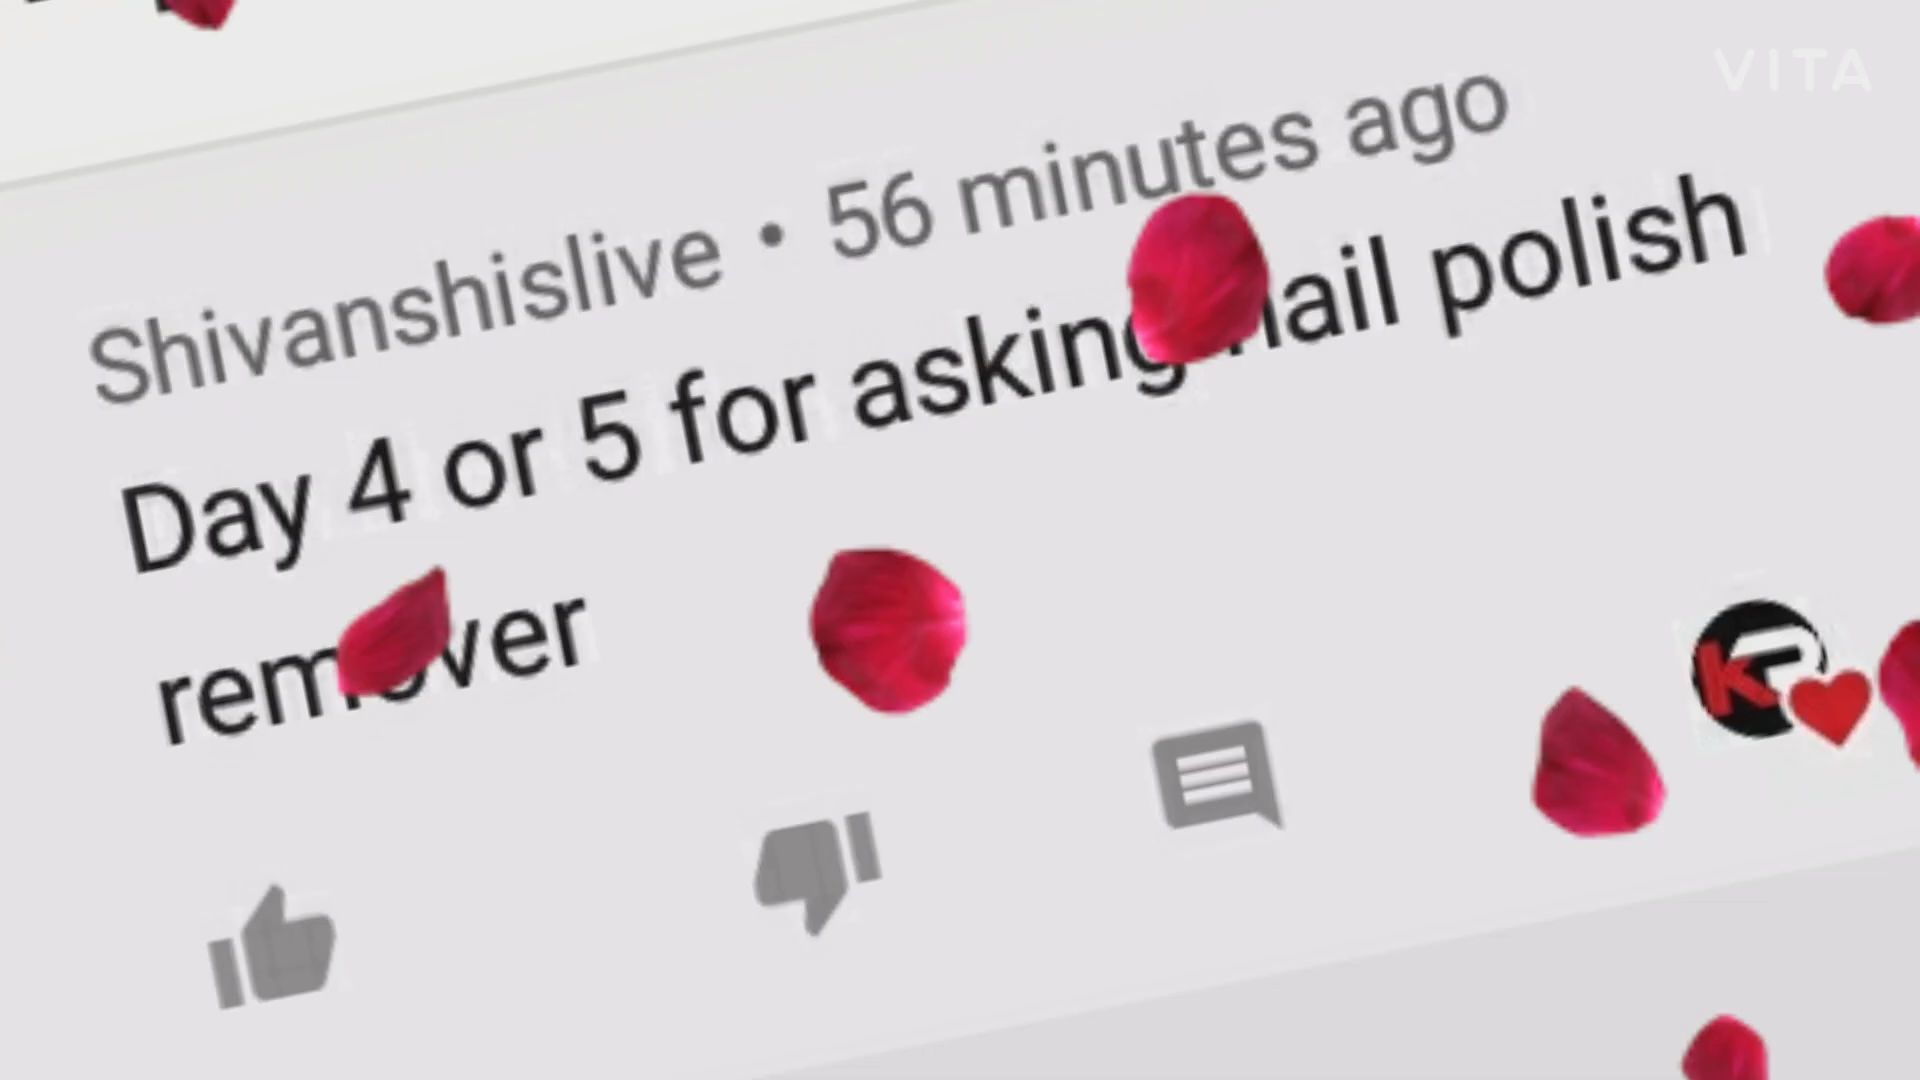 VITA
Shivanshislive • 56 minutes ago
Day 4 or 5 for asking nail polish
remover